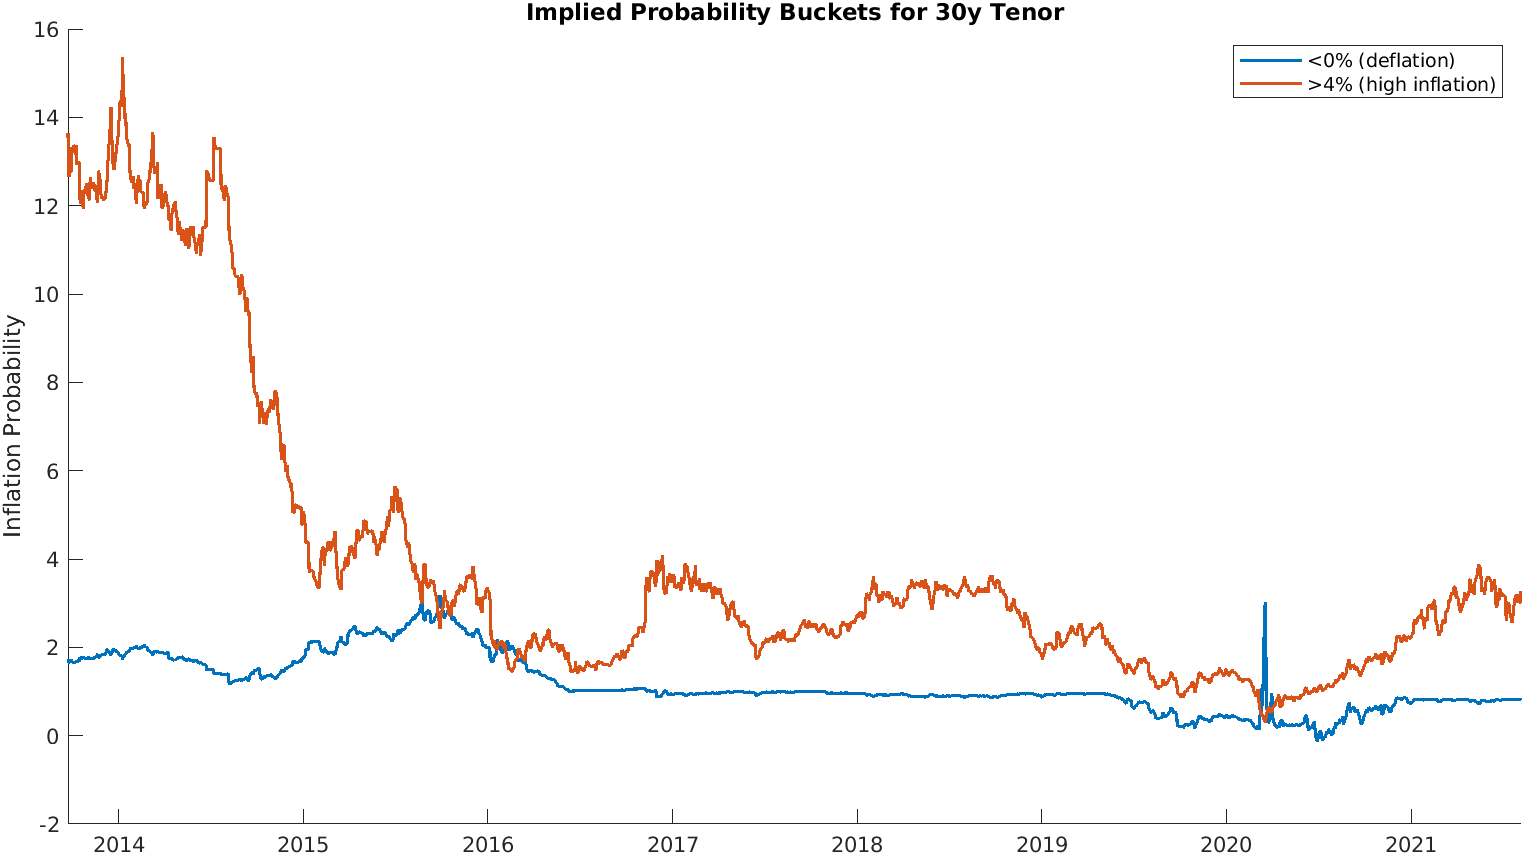 Implied Probability Buckets for 30y Tenor
<0% (deflation)
>4% (high inflation)
Inflation Probability
16
14
12
10
8
6
4
2
0
-2
2014 2015 2016 2017 2018 2019 2020 2021